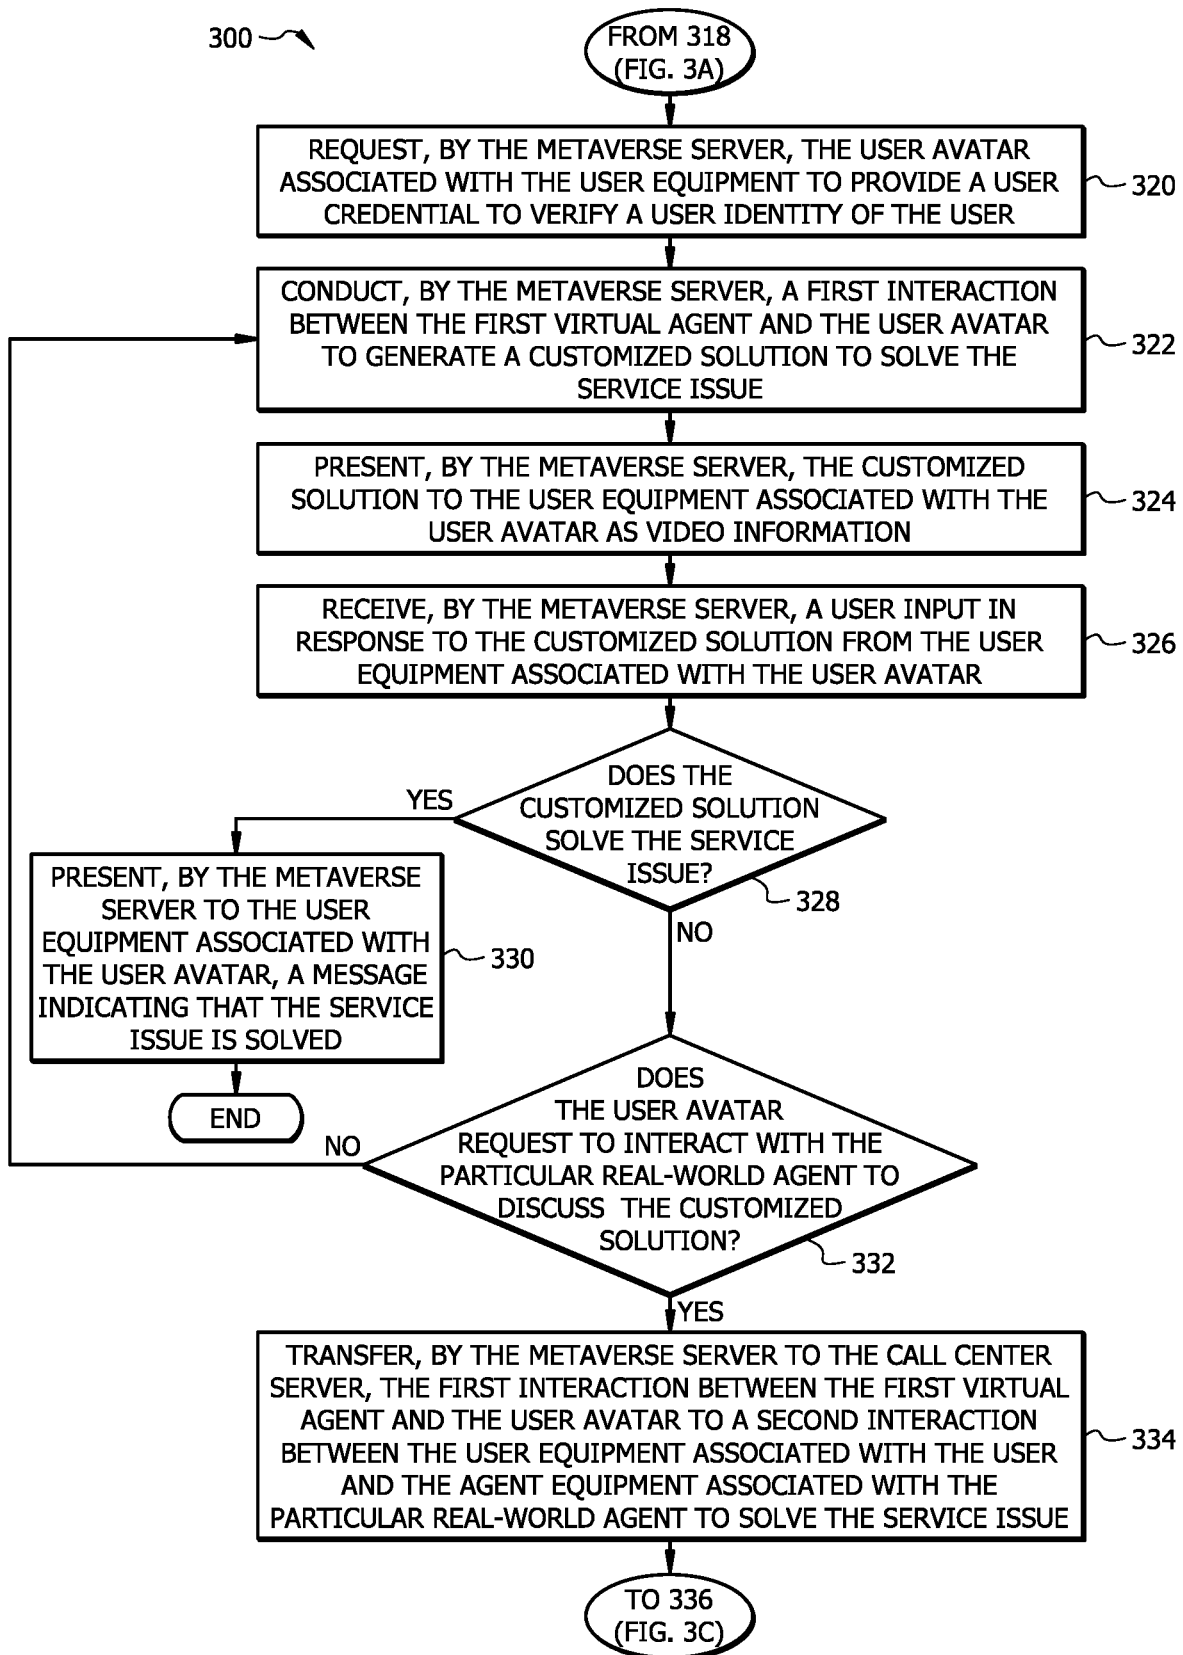 300
FROM 318
(FIG. 3A)
REQUEST, BY THE METAVERSE SERVER, THE USER AVATAR
ASSOCIATED WITH THE USER EQUIPMENT TO PROVIDE A USER
CREDENTIAL TO VERIFY A USER IDENTITY OF THE USER
320
CONDUCT, BY THE METAVERSE SERVER, A FIRST INTERACTION
BETWEEN THE FIRST VIRTUAL AGENT AND THE USER AVATAR
TO GENERATE A CUSTOMIZED SOLUTION TO SOLVE THE
SERVICE ISSUE
322
PRESENT, BY THE METAVERSE SERVER, THE CUSTOMIZED
SOLUTION TO THE USER EQUIPMENT ASSOCIATED WITH THE
USER AVATAR AS VIDEO INFORMATION
324
RECEIVE, BY THE METAVERSE SERVER, A USER INPUT IN
RESPONSE TO THE CUSTOMIZED SOLUTION FROM THE USER
EQUIPMENT ASSOCIATED WITH THE USER AVATAR
326
DOES THE
CUSTOMIZED SOLUTION
SOLVE THE SERVICE
ISSUE?
328
YES
NO
PRESENT, BY THE METAVERSE
SERVER TO THE USER
EQUIPMENT ASSOCIATED WITH
THE USER AVATAR, A MESSAGE
INDICATING THAT THE SERVICE
ISSUE IS SOLVED
330
END
DOES
THE USER AVATAR
REQUEST TO INTERACT WITH THE
PARTICULAR REAL-WORLD AGENT TO
DISCUSS THE CUSTOMIZED
SOLUTION?
332
NO
YES
TRANSFER, BY THE METAVERSE SERVER TO THE CALL CENTER
SERVER, THE FIRST INTERACTION BETWEEN THE FIRST VIRTUAL
AGENT AND THE USER AVATAR TO A SECOND INTERACTION
BETWEEN THE USER EQUIPMENT ASSOCIATED WITH THE USER
AND THE AGENT EQUIPMENT ASSOCIATED WITH THE
PARTICULAR REAL-WORLD AGENT TO SOLVE THE SERVICE ISSUE
334
TO 336
(FIG. 3C)